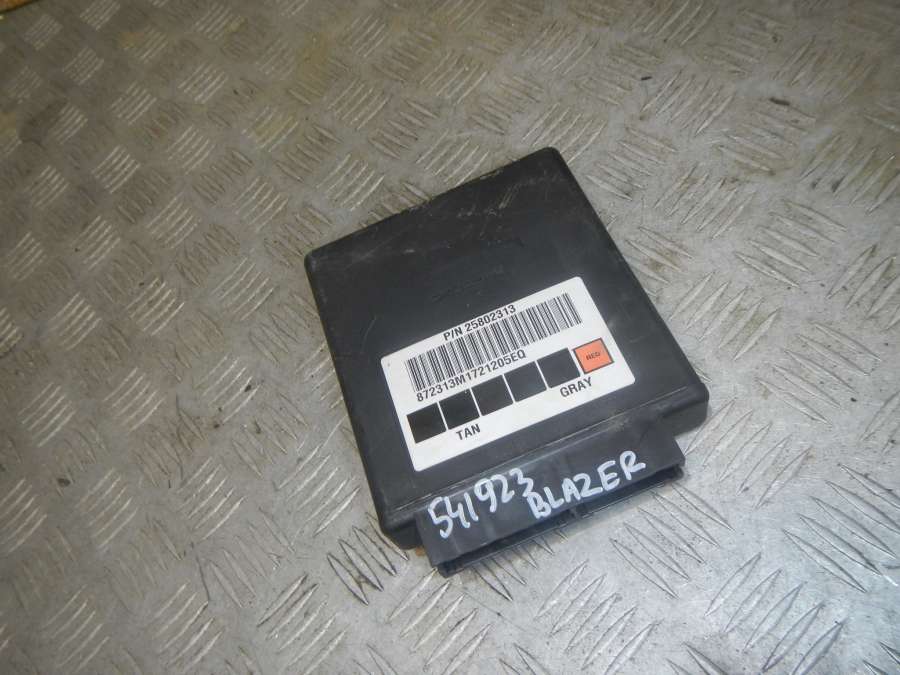 P/N 25802313
872313M1721205EQ
RED
TAN GRAY
541923
BLAZER